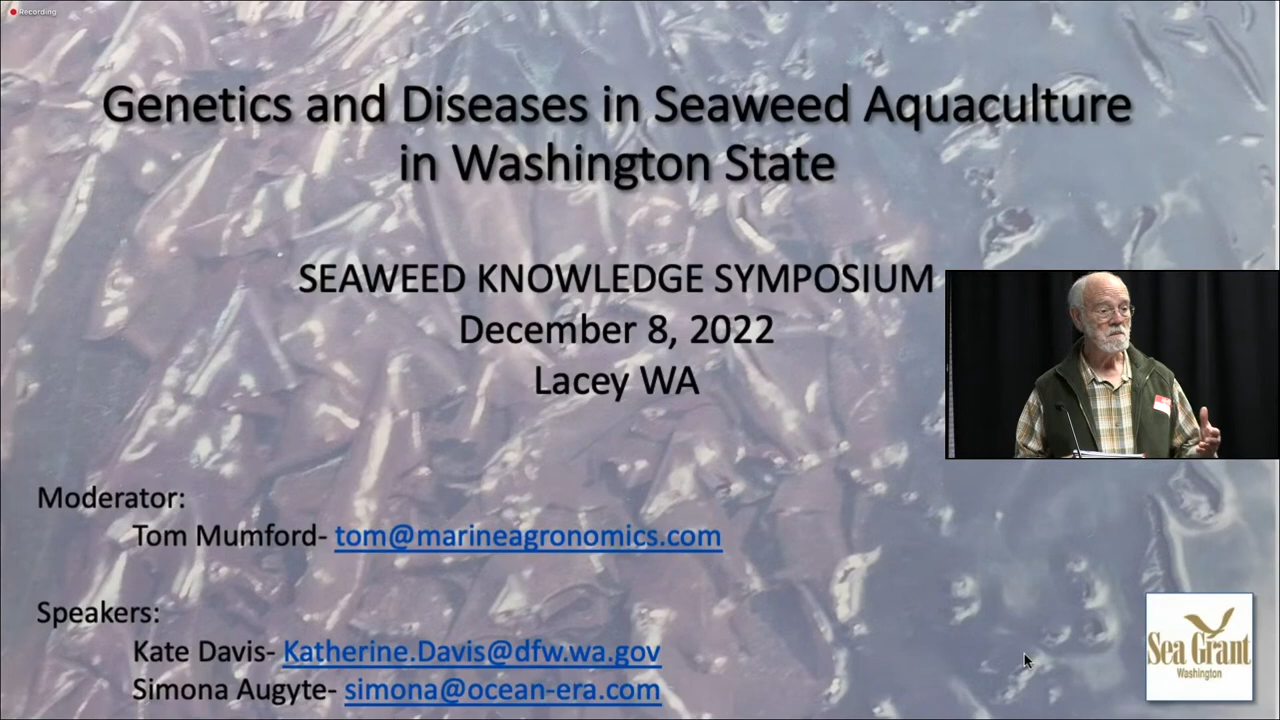 Recording
Genetics and Diseases in Seaweed Aquaculture
in Washington State
SEAWEED KNOWLEDGE SYMPOSIUM
December 8, 2022
Lacey WA
Moderator:
Tom Mumford- tom@marineagronomics.com
Speakers:
Kate Davis- Katherine.Davis@dfw.wa.gov
Simona Augyte- simona@ocean-era.com
Sea Grant
Washington